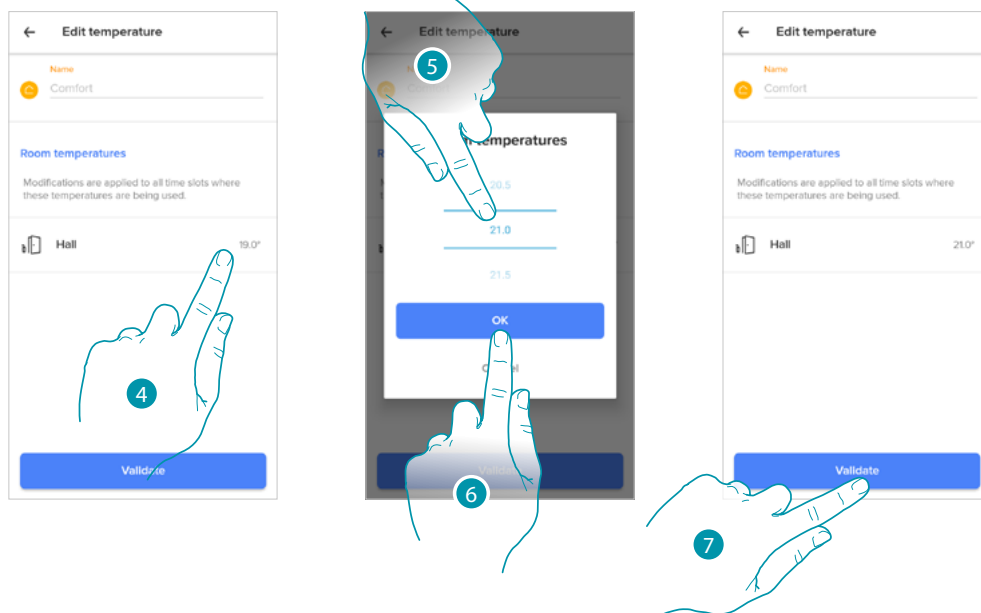 Edit temperature
Name
Comfort
Room temperatures
Modifications are applied to all time slots where
these temperatures are being used.
Hall 19.0°
4
Validate
Edit temperature
5
temperatures
20.5
21.0
21.5
OK
6
Edit temperature
Name
Comfort
Room temperatures
Modifications are applied to all time slots where
these temperatures are being used.
Hall 21.0°
Validate
7